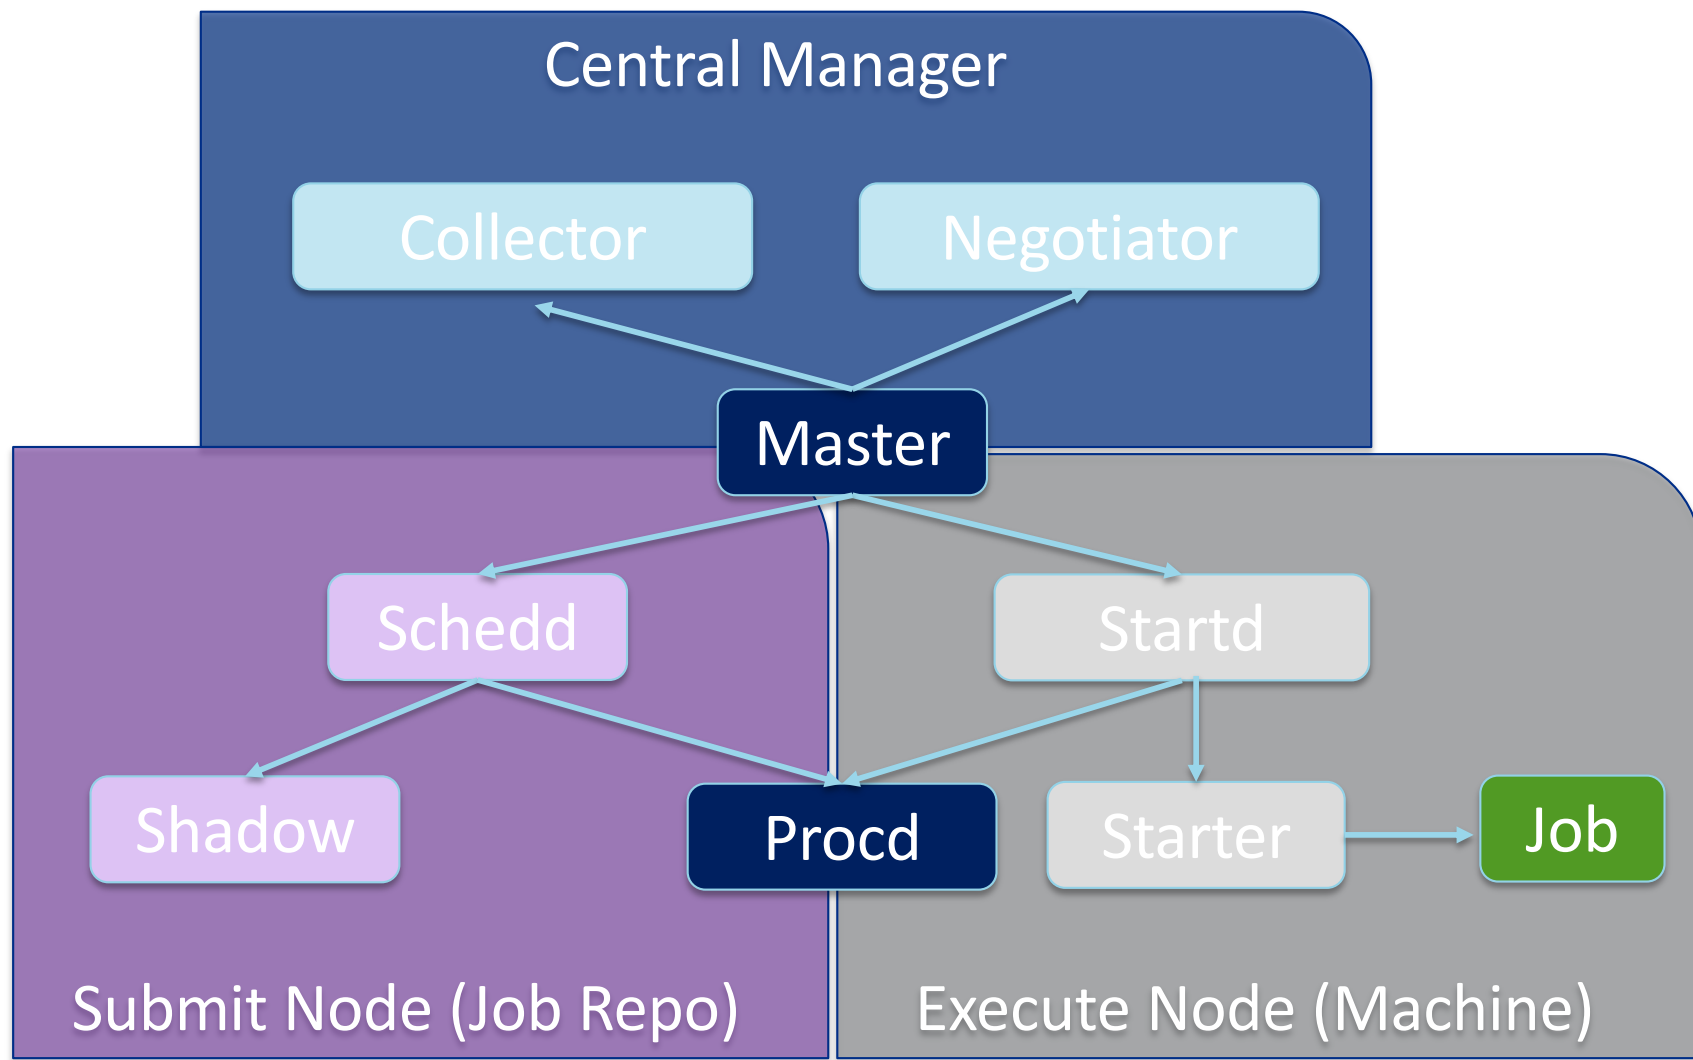 Central Manager
Collector
Negotiator
Master
Schedd
Startd
Shadow
Procd
Starter
Job
Submit Node (Job Repo)
Execute Node (Machine)